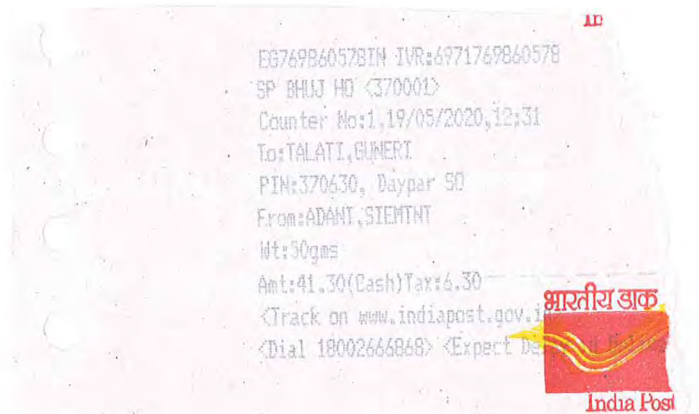 EG769860578IN IVR:6971769860578
SP BHUJ HO <370001>
Counter No:1,19/05/2020,12:31
To:TALATI,GUNERI
PIN:370630, Daypar SO
From:ADANI,
Wt:50gms
Amt:41.30(Cash)Tax:6.30
<Track on www.indiapost.gov.i
<Dial 18002666868> <Expect
भारतीय डाक
India Post